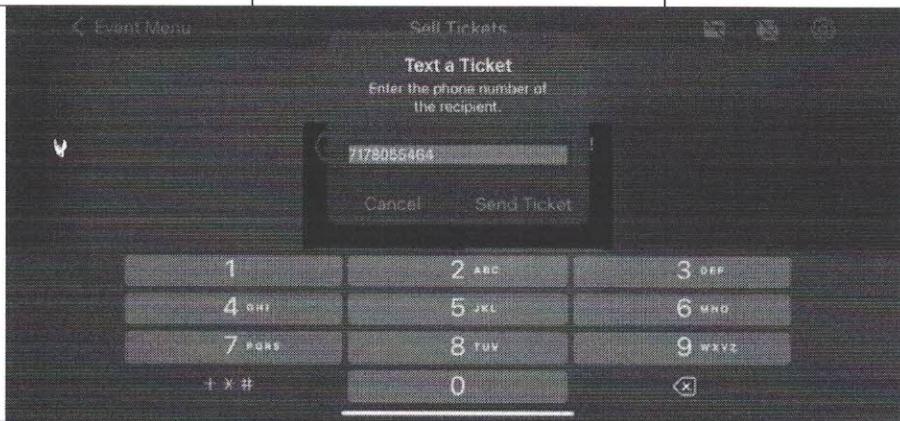 Event Menu
Sell Tickets
Text a Ticket
Enter the phone number of
the recipient.
7178055464
!
Cancel
Send Ticket
1
2 ABC
3 DEF
4 GHI
5 JKL
6 MNO
7 PQRS
8 TUV
9 WXYZ
+ * #
0